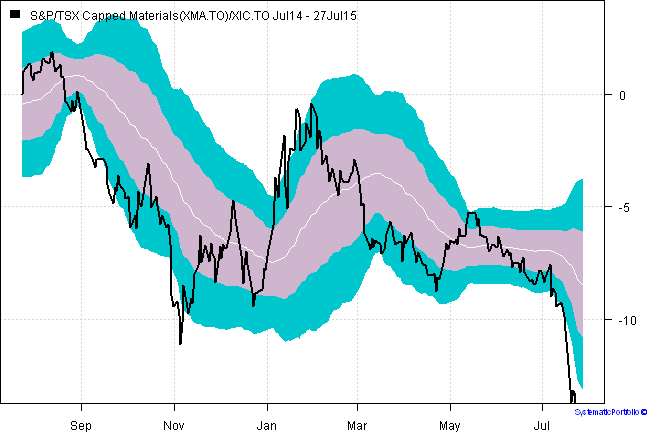 S&P/TSX Capped Materials(XMA.TO)/XIC.TO Jul14 - 27Jul15
0
-5
-10
Sep Nov Jan Mar May Jul
SystematicPortfolio ©